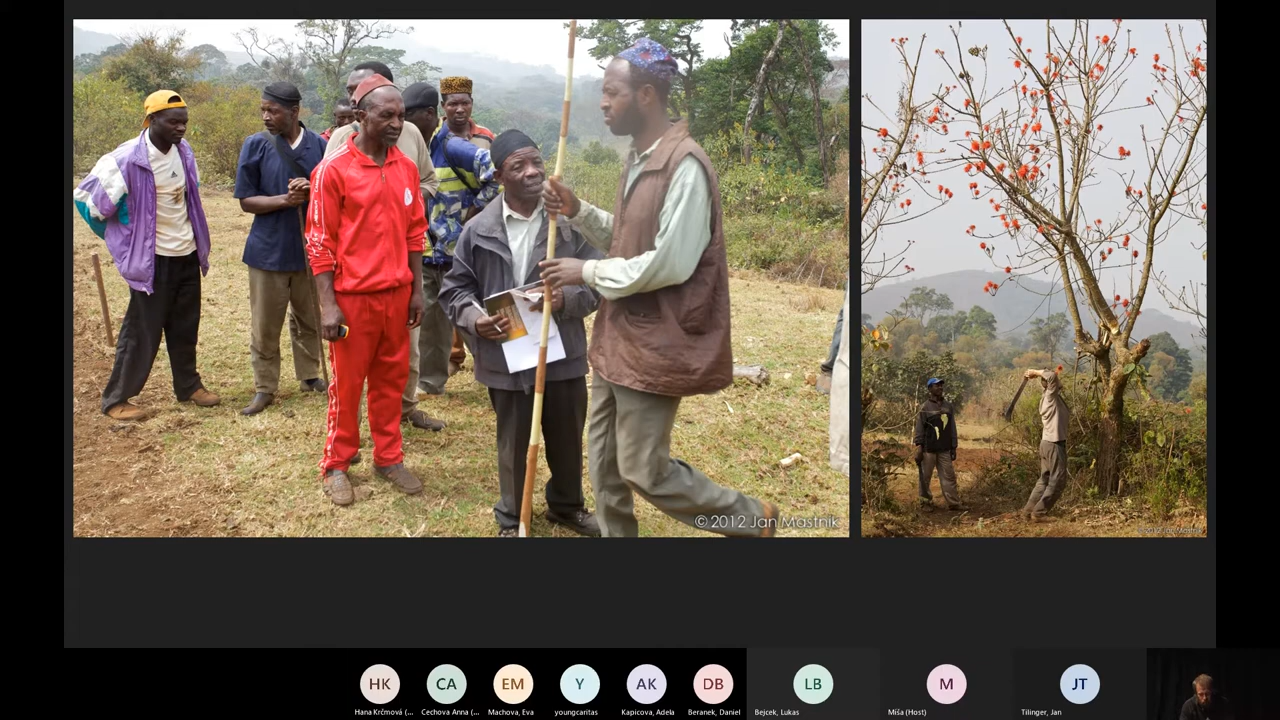 © 2012 Jan Mastnik
HK
CA
EM
Y
AK
DB
LB
M
JT
Hana Krčmová (...
Cechova Anna (...
Machova, Eva
youngcaritas
Kapicova, Adela
Beranek, Daniel
Bejcek, Lukas
Míša (Host)
Tilinger, Jan